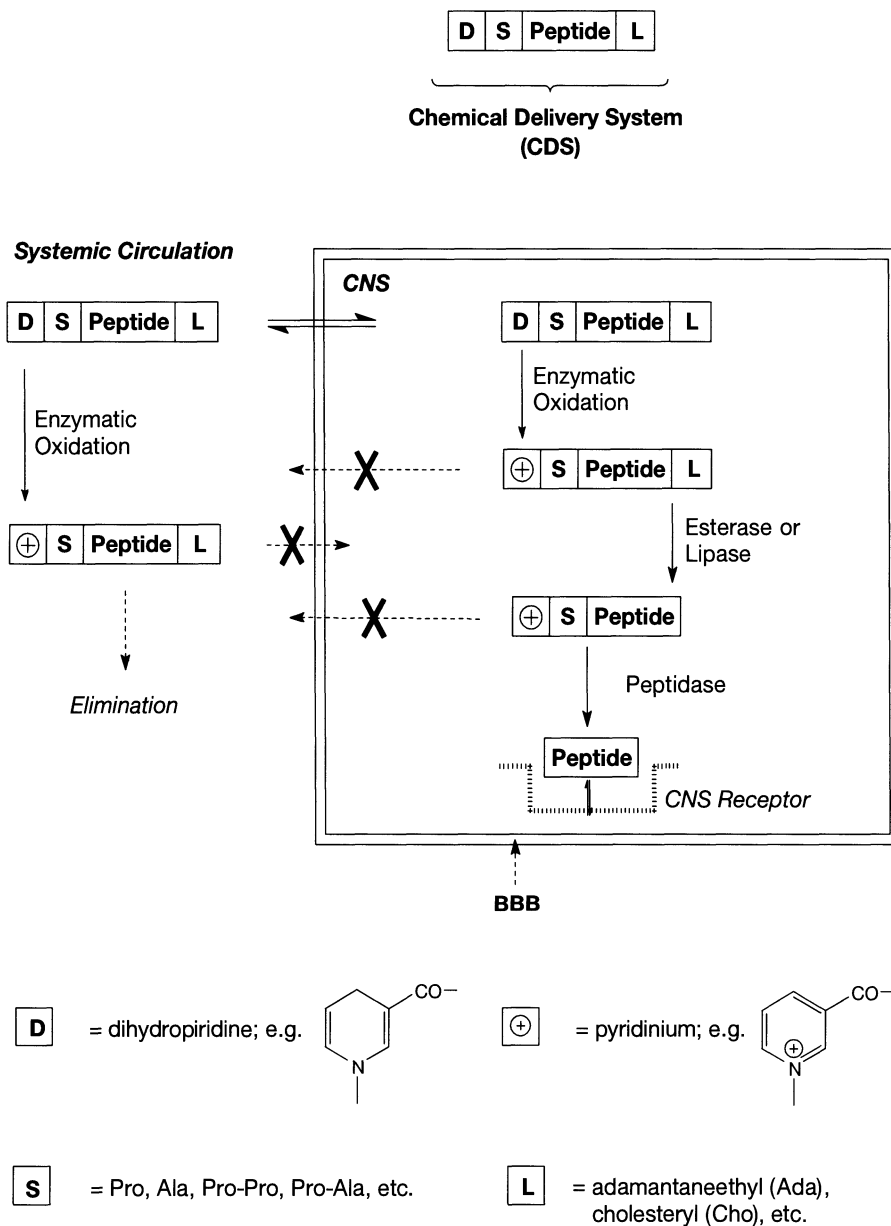 D S Peptide L
Chemical Delivery System
(CDS)
Systemic Circulation
CNS
D S Peptide L
D S Peptide L
Enzymatic
Oxidation
Enzymatic
Oxidation
⊕ S Peptide L
⊕ S Peptide L
Esterase or
Lipase
⊕ S Peptide
Elimination
Peptidase
Peptide
CNS Receptor
BBB
D = dihydropiridine; e.g.
CO—
N
⊕ = pyridinium; e.g.
CO—
⊕
N
S = Pro, Ala, Pro-Pro, Pro-Ala, etc.
L = adamantaneethyl (Ada),
cholesteryl (Cho), etc.